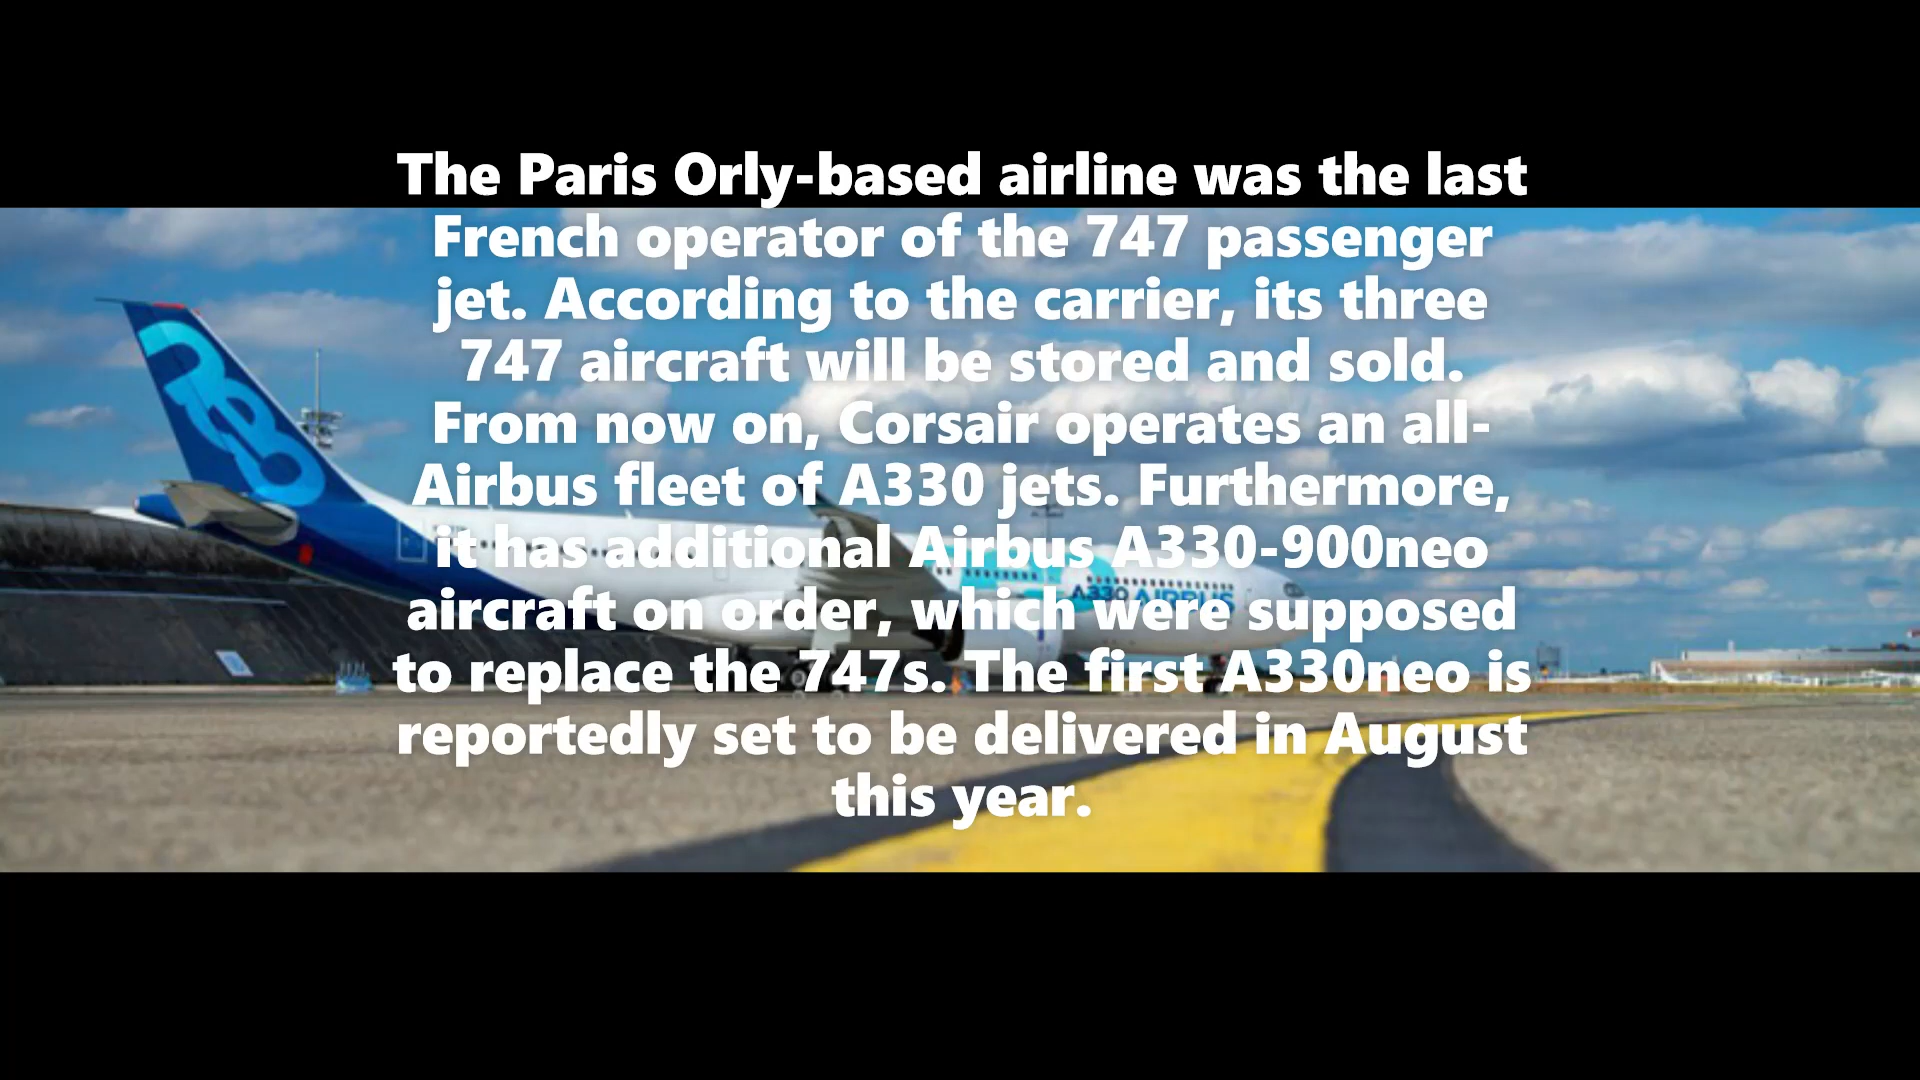 The Paris Orly-based airline was the last
French operator of the 747 passenger
jet. According to the carrier, its three
747 aircraft will be stored and sold.
From now on, Corsair operates an all-
Airbus fleet of A330 jets. Furthermore,
it has additional Airbus A330-900neo
aircraft on order, which were supposed
to replace the 747s. The first A330neo is
reportedly set to be delivered in August
this year.
neo
A330 AIRBUS